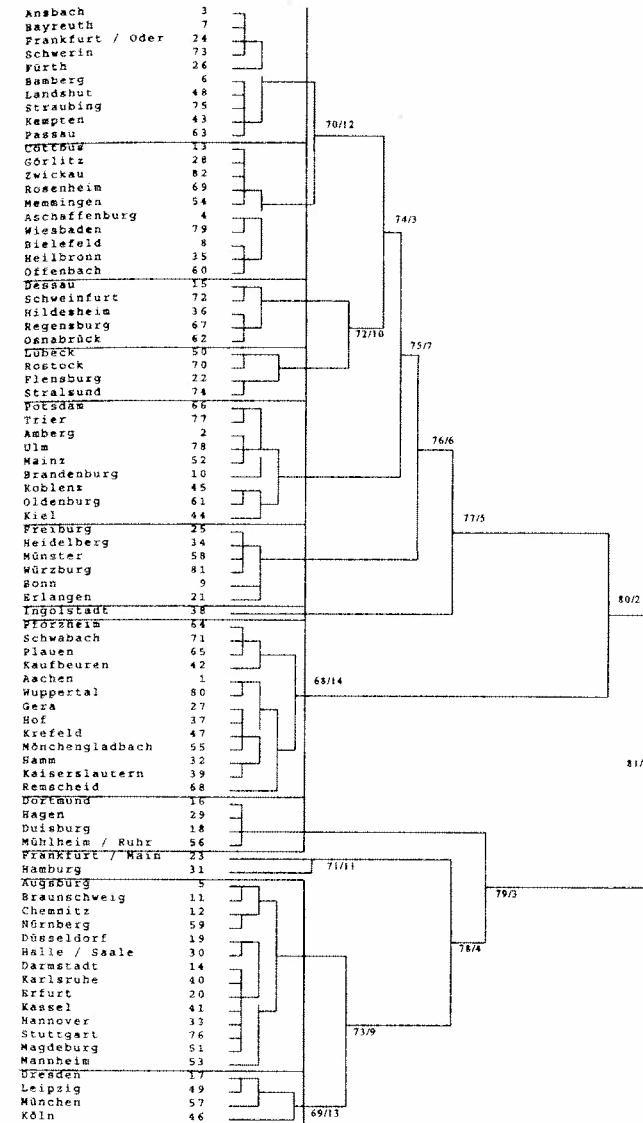 Ansbach 3
Bayreuth 7
Frankfurt / Oder 24
Schwerin 73
Fürth 26
Bamberg 6
Landshut 48
Straubing 75
Kempten 43
Passau 63
70/12
Cottbus 13
Görlitz 28
Zwickau 82
Rosenheim 69
Memmingen 54
Aschaffenburg 4
74/3
Wiesbaden 79
Bielefeld 8
Heilbronn 35
Offenbach 60
Dessau 15
Schweinfurt 72
Hildesheim 36
Regensburg 67
72/10
Osnabrück 62
75/7
Lübeck 50
Rostock 70
Flensburg 22
Stralsund 74
Potsdam 66
Trier 77
Amberg 2
76/6
Ulm 78
Mainz 52
Brandenburg 10
Koblenz 45
Oldenburg 61
Kiel 44
77/5
Freiburg 25
Heidelberg 34
Münster 58
Würzburg 81
Bonn 9
Erlangen 21
80/2
Ingolstadt 38
Pforzheim 64
Schwabach 71
Plauen 65
Kaufbeuren 42
Aachen 1
68/14
Wuppertal 80
Gera 27
Hof 37
Krefeld 47
Mönchengladbach 55
Hamm 32
81/
Kaiserslautern 39
Remscheid 68
Dortmund 16
Hagen 29
Duisburg 18
Mühlheim / Ruhr 56
Frankfurt / Main 23
71/11
Hamburg 31
Augsburg 5
79/3
Braunschweig 11
Chemnitz 12
Nürnberg 59
Düsseldorf 19
78/4
Halle / Saale 30
Darmstadt 14
Karlsruhe 40
Erfurt 20
Kassel 41
Hannover 33
73/9
Stuttgart 76
Magdeburg 51
Mannheim 53
Dresden 17
Leipzig 49
München 57
69/13
Köln 46